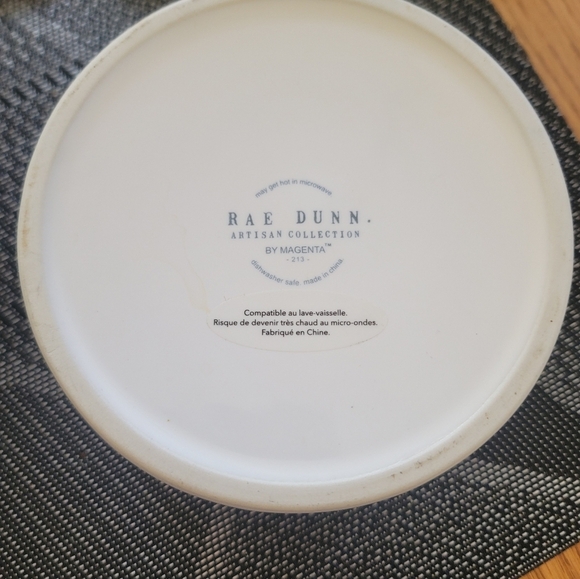 may get hot in microwave.
RAE DUNN.
ARTISAN COLLECTION
BY MAGENTA™
- 213 -
dishwasher safe. made in china.
Compatible au lave-vaisselle.
Risque de devenir très chaud au micro-ondes.
Fabriqué en Chine.